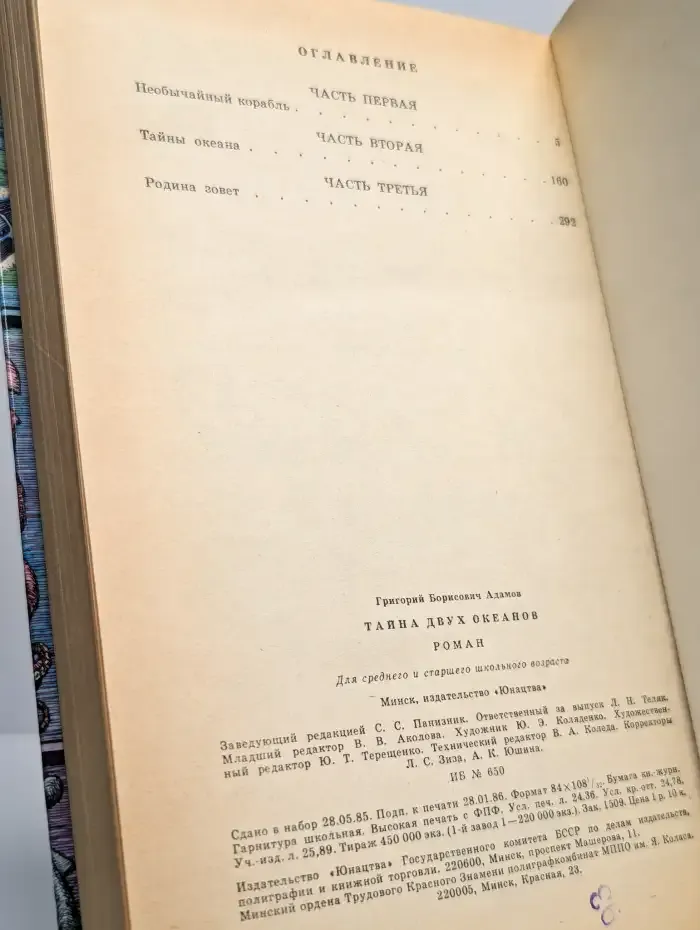 ОГЛАВЛЕНИЕ
ЧАСТЬ ПЕРВАЯ
Необычайный корабль . . . . . . . . . . . 5
ЧАСТЬ ВТОРАЯ
Тайны океана . . . . . . . . . . . . . 160
ЧАСТЬ ТРЕТЬЯ
Родина зовет . . . . . . . . . . . . . 292
Григорий Борисович Адамов
ТАЙНА ДВУХ ОКЕАНОВ
РОМАН
Для среднего и старшего школьного возраста
Минск, издательство «Юнацтва»
Заведующий редакцией С. С. Панизник. Ответственный за выпуск Л. Н. Теляк.
Младший редактор В. В. Аколова. Художник Ю. Э. Коляденко. Художествен-
ный редактор Ю. Т. Терещенко. Технический редактор В. А. Коледа. Корректоры
Л. С. Зиза, А. К. Юшина.
ИБ № 650
Сдано в набор 28.05.85. Подп. к печати 28.01.86. Формат 84×108¹/₃₂. Бумага кн.-журн.
Гарнитура школьная. Высокая печать с ФПФ. Усл. печ. л. 24,36. Усл. кр.-отт. 24,78.
Уч.-изд. л. 25,89. Тираж 450 000 экз. (1-й завод 1—220 000 экз.). Зак. 1509. Цена 1 р. 10 к.
Издательство «Юнацтва» Государственного комитета БССР по делам издательств,
полиграфии и книжной торговли. 220600, Минск, проспект Машерова, 11.
Минский ордена Трудового Красного Знамени полиграфкомбинат МППО им. Я. Коласа.
220005, Минск, Красная, 23.